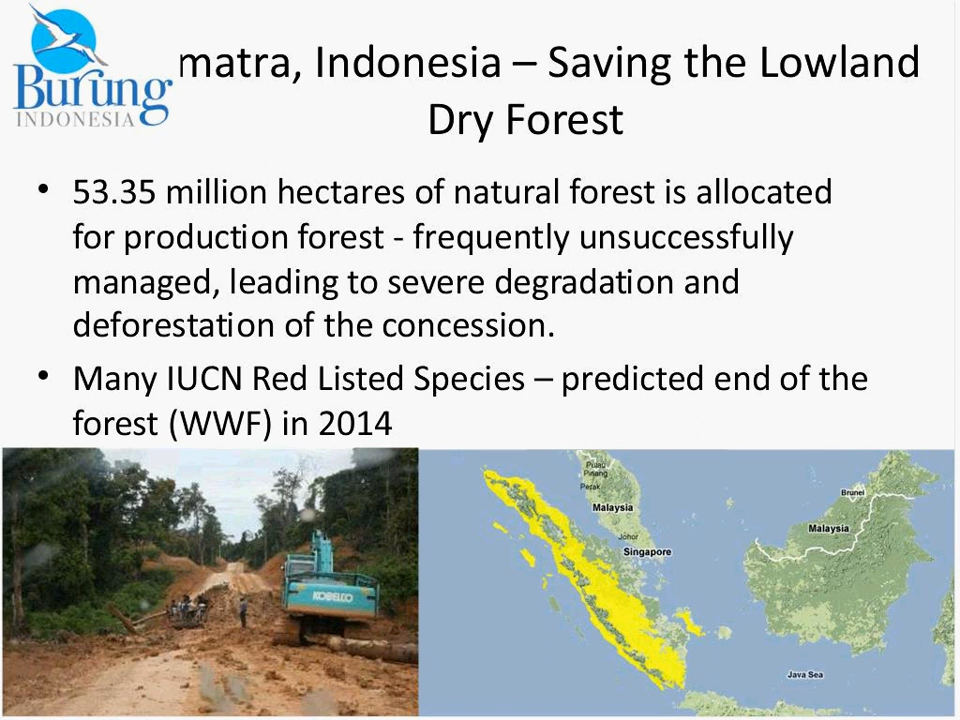 Burung
INDONESIA
matra, Indonesia – Saving the Lowland
Dry Forest
• 53.35 million hectares of natural forest is allocated
for production forest - frequently unsuccessfully
managed, leading to severe degradation and
deforestation of the concession.
• Many IUCN Red Listed Species – predicted end of the
forest (WWF) in 2014
KOBELCO
Pulau
Pinang
Perak
Malaysia
Johor
Singapore
Brunei
Malaysia
Java Sea